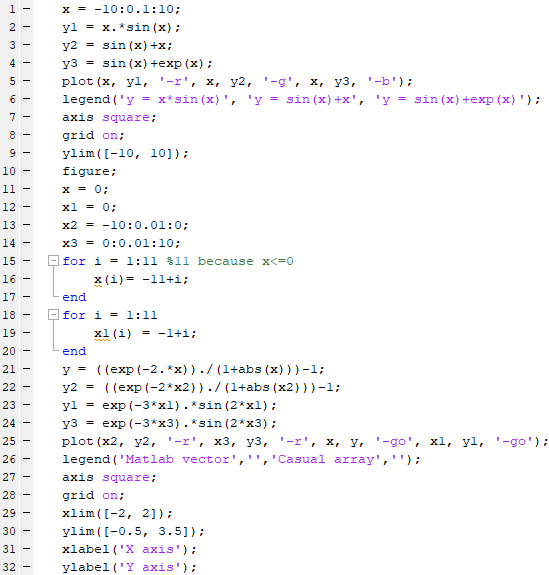 1 - x = -10:0.1:10;
2 - y1 = x.*sin(x);
3 - y2 = sin(x)+x;
4 - y3 = sin(x)+exp(x);
5 - plot(x, y1, '-r', x, y2, '-g', x, y3, '-b');
6 - legend('y = x*sin(x)', 'y = sin(x)+x', 'y = sin(x)+exp(x)');
7 - axis square;
8 - grid on;
9 - ylim([-10, 10]);
10 - figure;
11 - x = 0;
12 - x1 = 0;
13 - x2 = -10:0.01:0;
14 - x3 = 0:0.01:10;
15 - for i = 1:11 %11 because x<=0
16 - x(i)= -11+i;
17 - end
18 - for i = 1:11
19 - x1(i) = -1+i;
20 - end
21 - y = ((exp(-2.*x))./(1+abs(x)))-1;
22 - y2 = ((exp(-2*x2))./(1+abs(x2)))-1;
23 - y1 = exp(-3*x1).*sin(2*x1);
24 - y3 = exp(-3*x3).*sin(2*x3);
25 - plot(x2, y2, '-r', x3, y3, '-r', x, y, '-go', x1, y1, '-go');
26 - legend('Matlab vector','','Casual array','');
27 - axis square;
28 - grid on;
29 - xlim([-2, 2]);
30 - ylim([-0.5, 3.5]);
31 - xlabel('X axis');
32 - ylabel('Y axis');